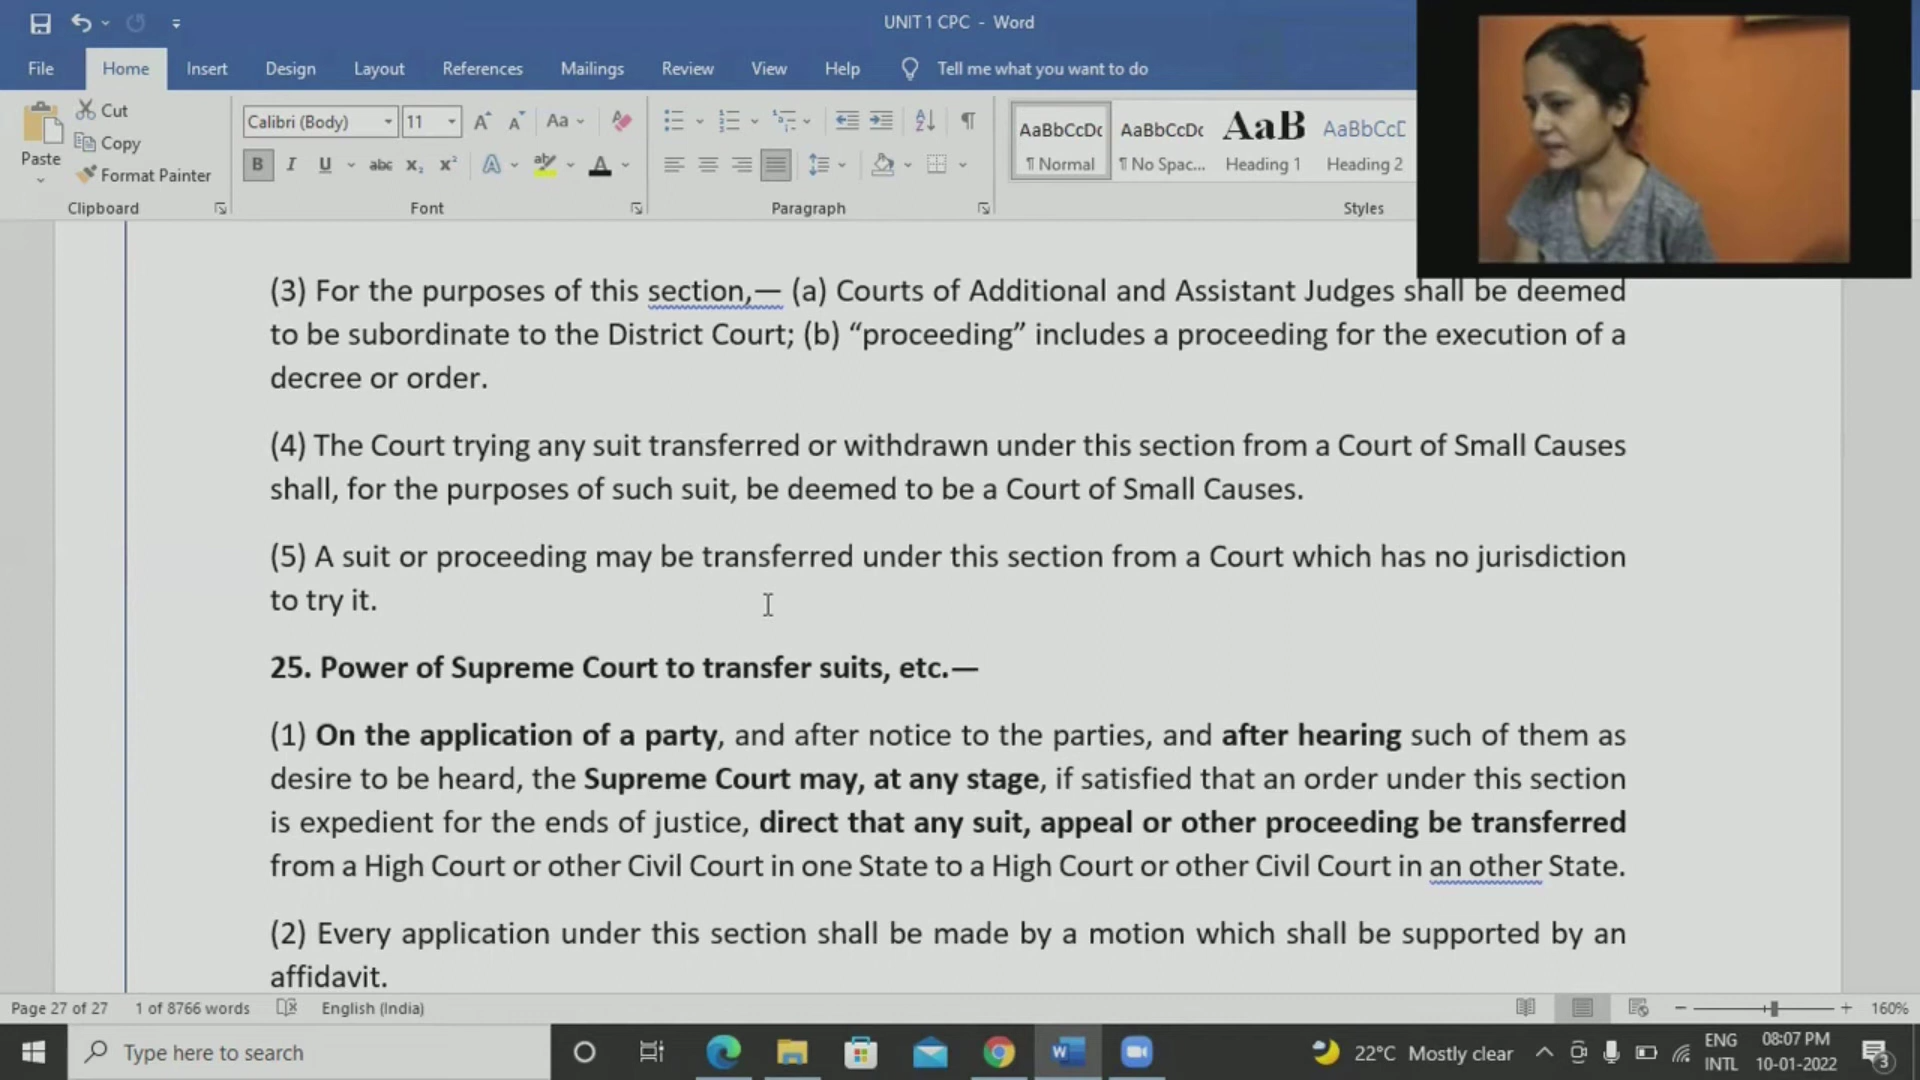 UNIT 1 CPC - Word
File Home Insert Design Layout References Mailings Review View Help Tell me what you want to do
Paste
Cut
Copy
Format Painter
Calibri (Body) 11 Aa
B I U abc x₂ x² A ab A
AaBbCcDc AaBbCcDc AaB AaBbCcD
¶ Normal ¶ No Spac... Heading 1 Heading 2
Clipboard Font Paragraph Styles
(3) For the purposes of this section,— (a) Courts of Additional and Assistant Judges shall be deemed
to be subordinate to the District Court; (b) “proceeding” includes a proceeding for the execution of a
decree or order.
(4) The Court trying any suit transferred or withdrawn under this section from a Court of Small Causes
shall, for the purposes of such suit, be deemed to be a Court of Small Causes.
(5) A suit or proceeding may be transferred under this section from a Court which has no jurisdiction
to try it.
25. Power of Supreme Court to transfer suits, etc.—
(1) On the application of a party, and after notice to the parties, and after hearing such of them as
desire to be heard, the Supreme Court may, at any stage, if satisfied that an order under this section
is expedient for the ends of justice, direct that any suit, appeal or other proceeding be transferred
from a High Court or other Civil Court in one State to a High Court or other Civil Court in an other State.
(2) Every application under this section shall be made by a motion which shall be supported by an
affidavit.
Page 27 of 27 1 of 8766 words English (India) 160%
Type here to search
22°C Mostly clear
ENG
INTL
08:07 PM
10-01-2022
3